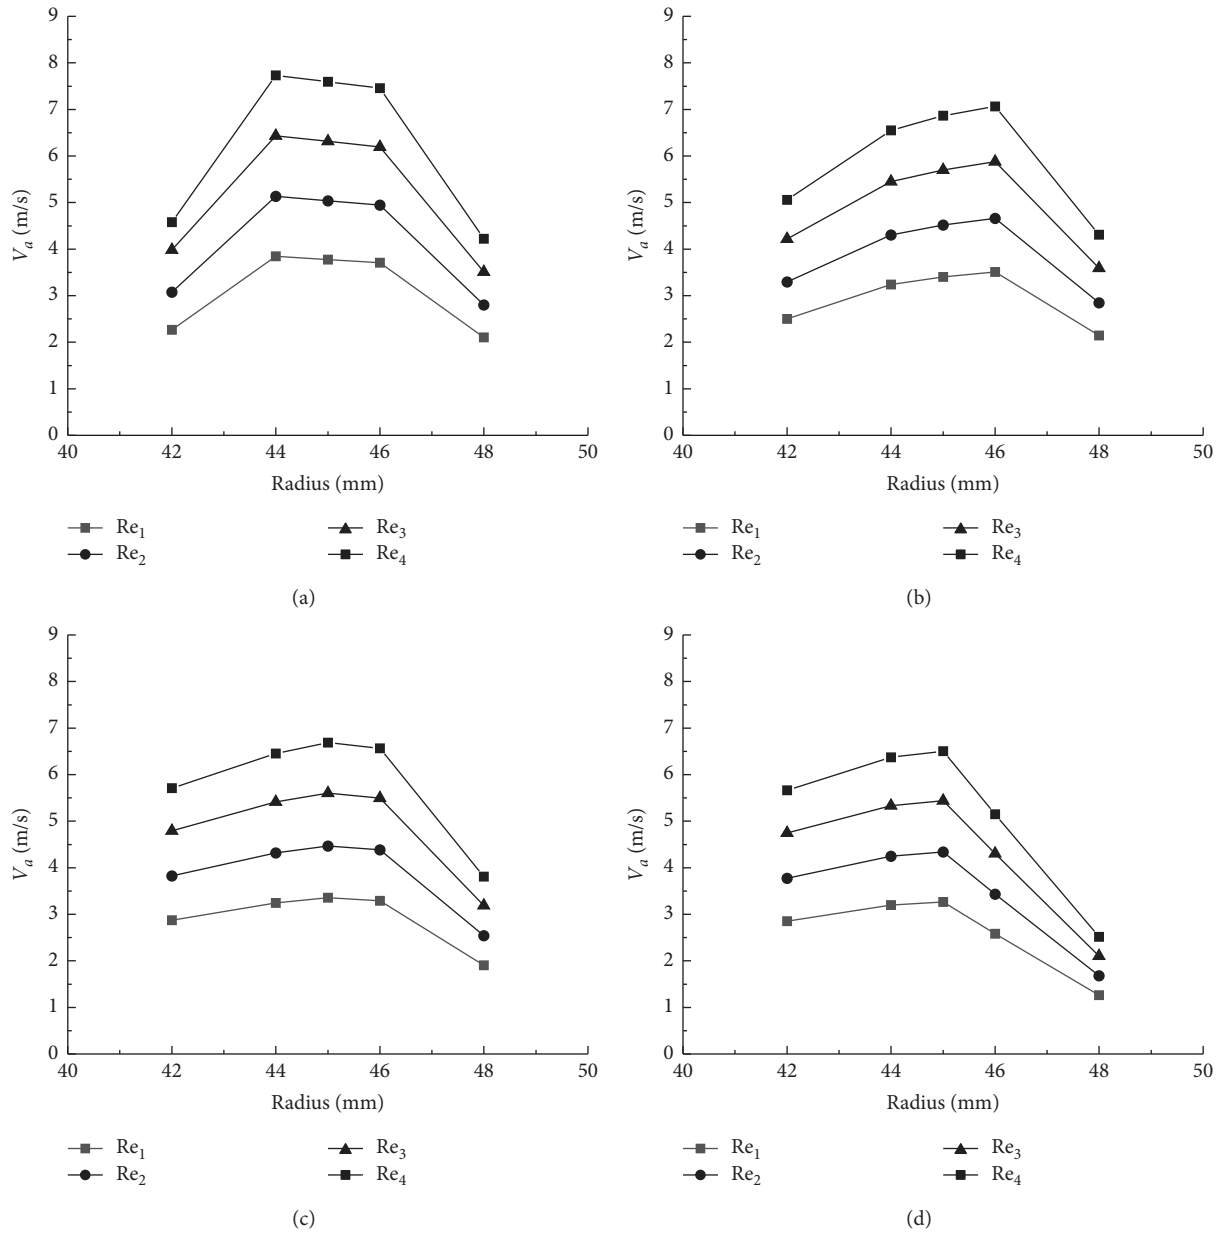 9
8
7
6
5
4
3
2
1
0
V_a (m/s)
40 42 44 46 48 50
Radius (mm)
Re₁ Re₃
Re₂ Re₄
(a)
9
8
7
6
5
4
3
2
1
0
V_a (m/s)
40 42 44 46 48 50
Radius (mm)
Re₁ Re₃
Re₂ Re₄
(b)
9
8
7
6
5
4
3
2
1
0
V_a (m/s)
40 42 44 46 48 50
Radius (mm)
Re₁ Re₃
Re₂ Re₄
(c)
9
8
7
6
5
4
3
2
1
0
V_a (m/s)
40 42 44 46 48 50
Radius (mm)
Re₁ Re₃
Re₂ Re₄
(d)